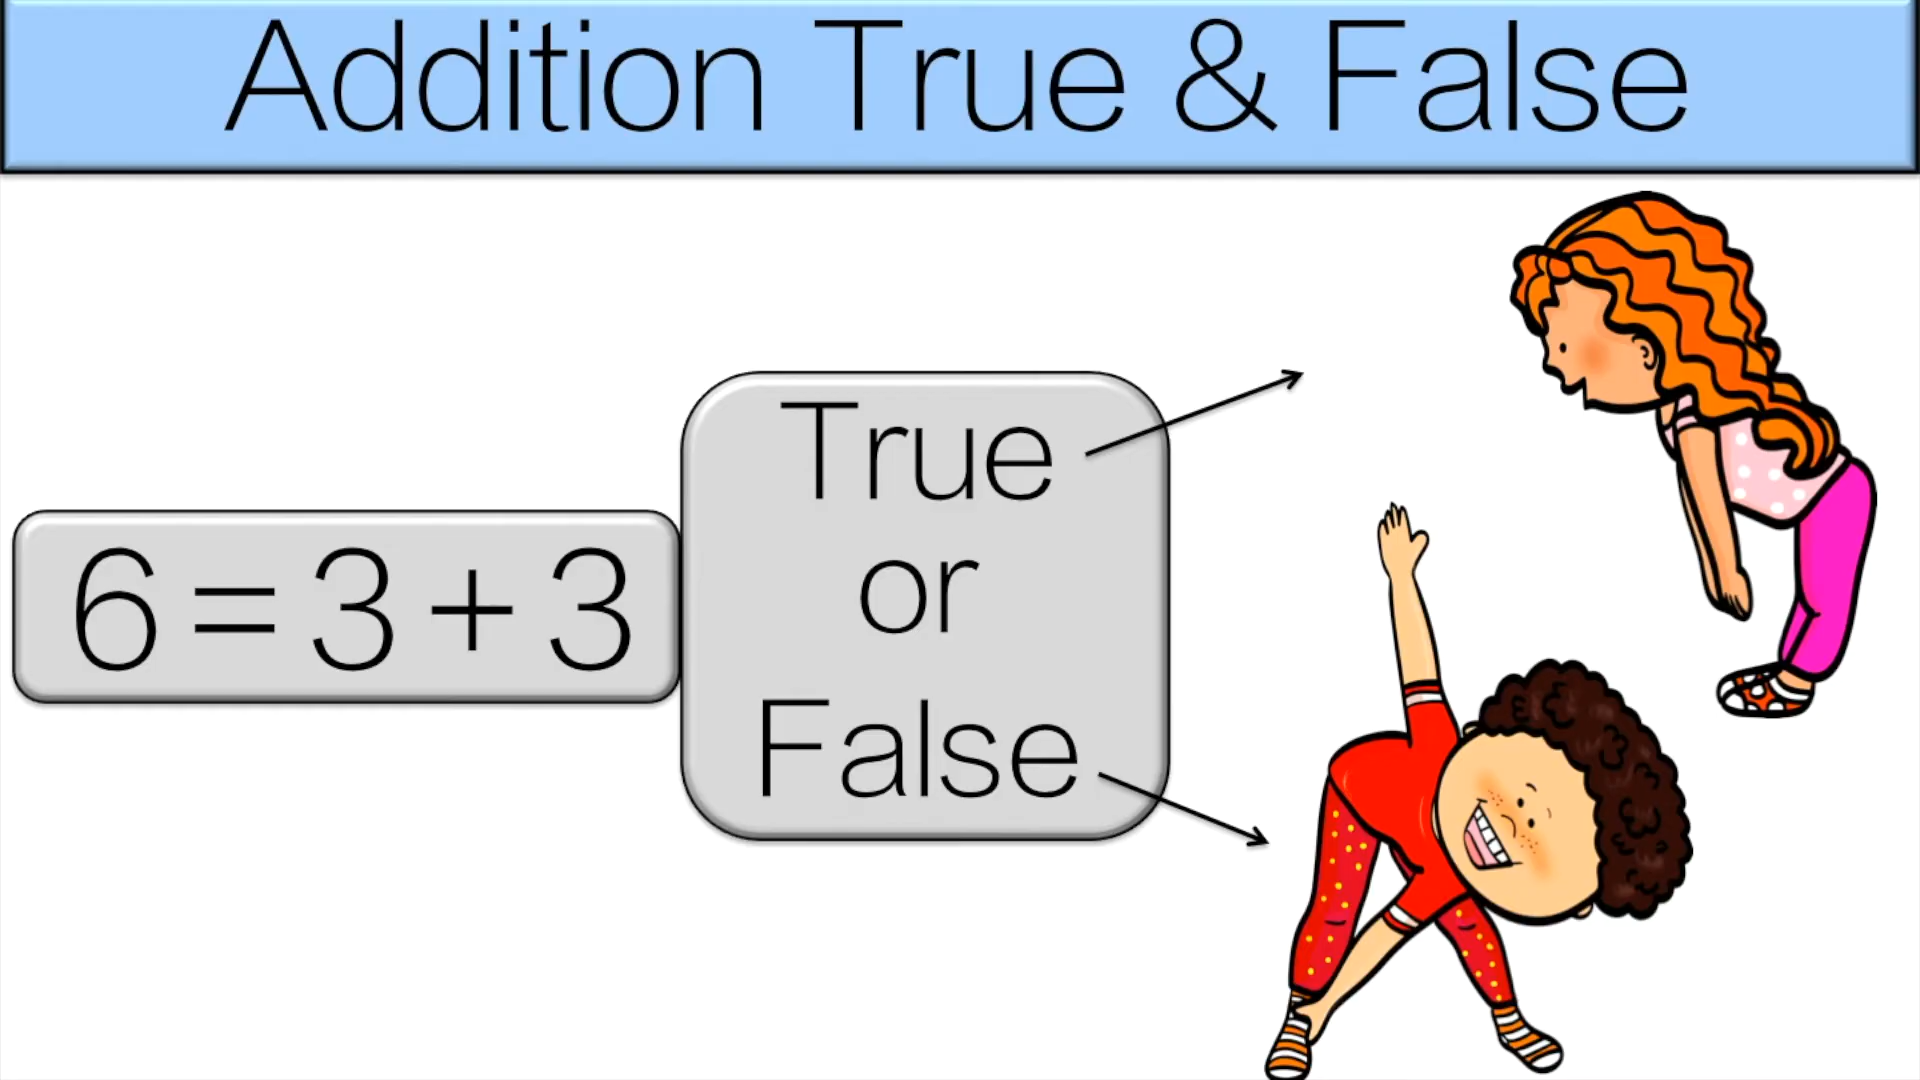 Addition True & False
6 = 3 + 3
True
or
False